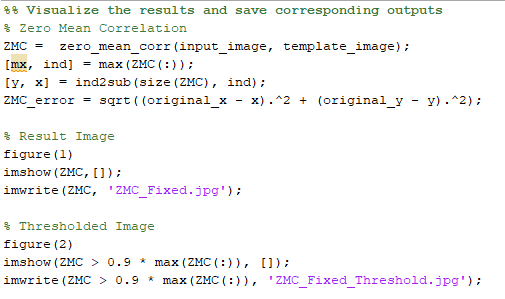 %% Visualize the results and save corresponding outputs
% Zero Mean Correlation
ZMC =  zero_mean_corr(input_image, template_image);
[mx, ind] = max(ZMC(:));
[y, x] = ind2sub(size(ZMC), ind);
ZMC_error = sqrt((original_x - x).^2 + (original_y - y).^2);
% Result Image
figure(1)
imshow(ZMC,[]);
imwrite(ZMC, 'ZMC_Fixed.jpg');
% Thresholded Image
figure(2)
imshow(ZMC > 0.9 * max(ZMC(:)), []);
imwrite(ZMC > 0.9 * max(ZMC(:)), 'ZMC_Fixed_Threshold.jpg');